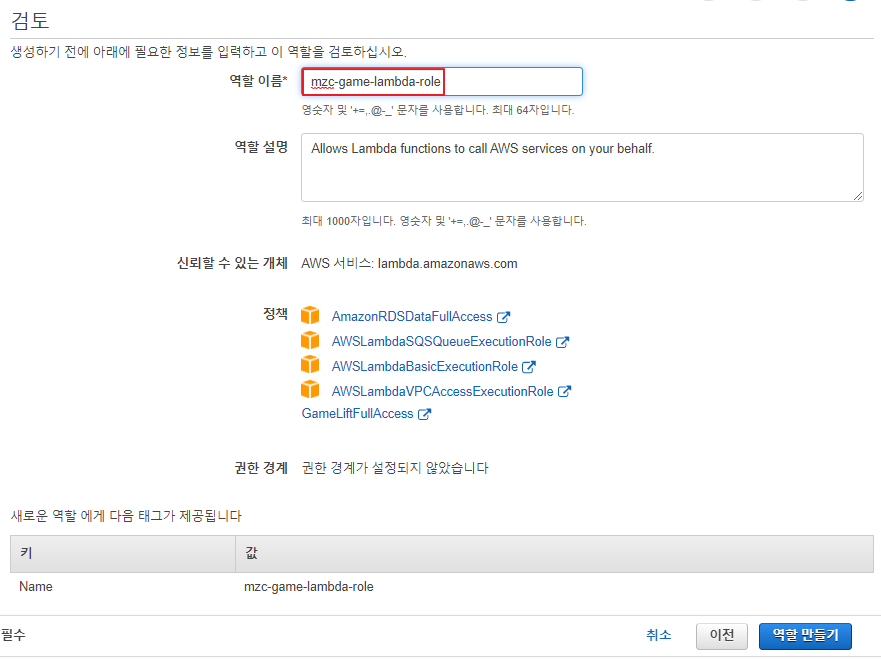 검토
생성하기 전에 아래에 필요한 정보를 입력하고 이 역할을 검토하십시오.
역할 이름* mzc-game-lambda-role
영숫자 및 '+=,.@-_' 문자를 사용합니다. 최대 64자입니다.
역할 설명 Allows Lambda functions to call AWS services on your behalf.
최대 1000자입니다. 영숫자 및 '+=,.@-_' 문자를 사용합니다.
신뢰할 수 있는 개체 AWS 서비스: lambda.amazonaws.com
정책 AmazonRDSDataFullAccess
AWSLambdaSQSQueueExecutionRole
AWSLambdaBasicExecutionRole
AWSLambdaVPCAccessExecutionRole
GameLiftFullAccess
권한 경계 권한 경계가 설정되지 않았습니다
새로운 역할 에게 다음 태그가 제공됩니다
키 값
Name mzc-game-lambda-role
필수 취소 이전 역할 만들기